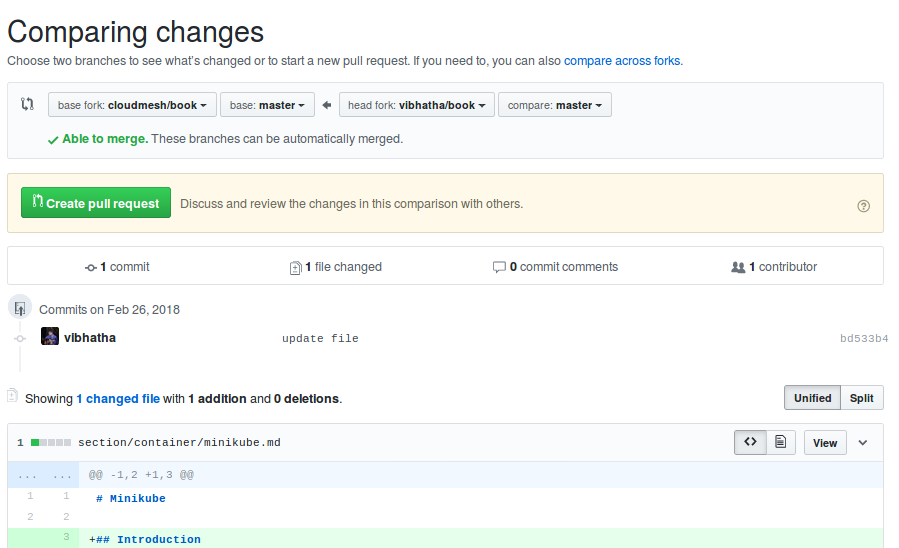 Comparing changes
Choose two branches to see what's changed or to start a new pull request. If you need to, you can also compare across forks.
base fork: cloudmesh/book base: master head fork: vibhatha/book compare: master
Able to merge. These branches can be automatically merged.
Create pull request Discuss and review the changes in this comparison with others.
1 commit 1 file changed 0 commit comments 1 contributor
Commits on Feb 26, 2018
vibhatha update file bd533b4
Showing 1 changed file with 1 addition and 0 deletions. Unified Split
1 section/container/minikube.md View
... ... @@ -1,2 +1,3 @@
1 1 # Minikube
2 2
3 +## Introduction